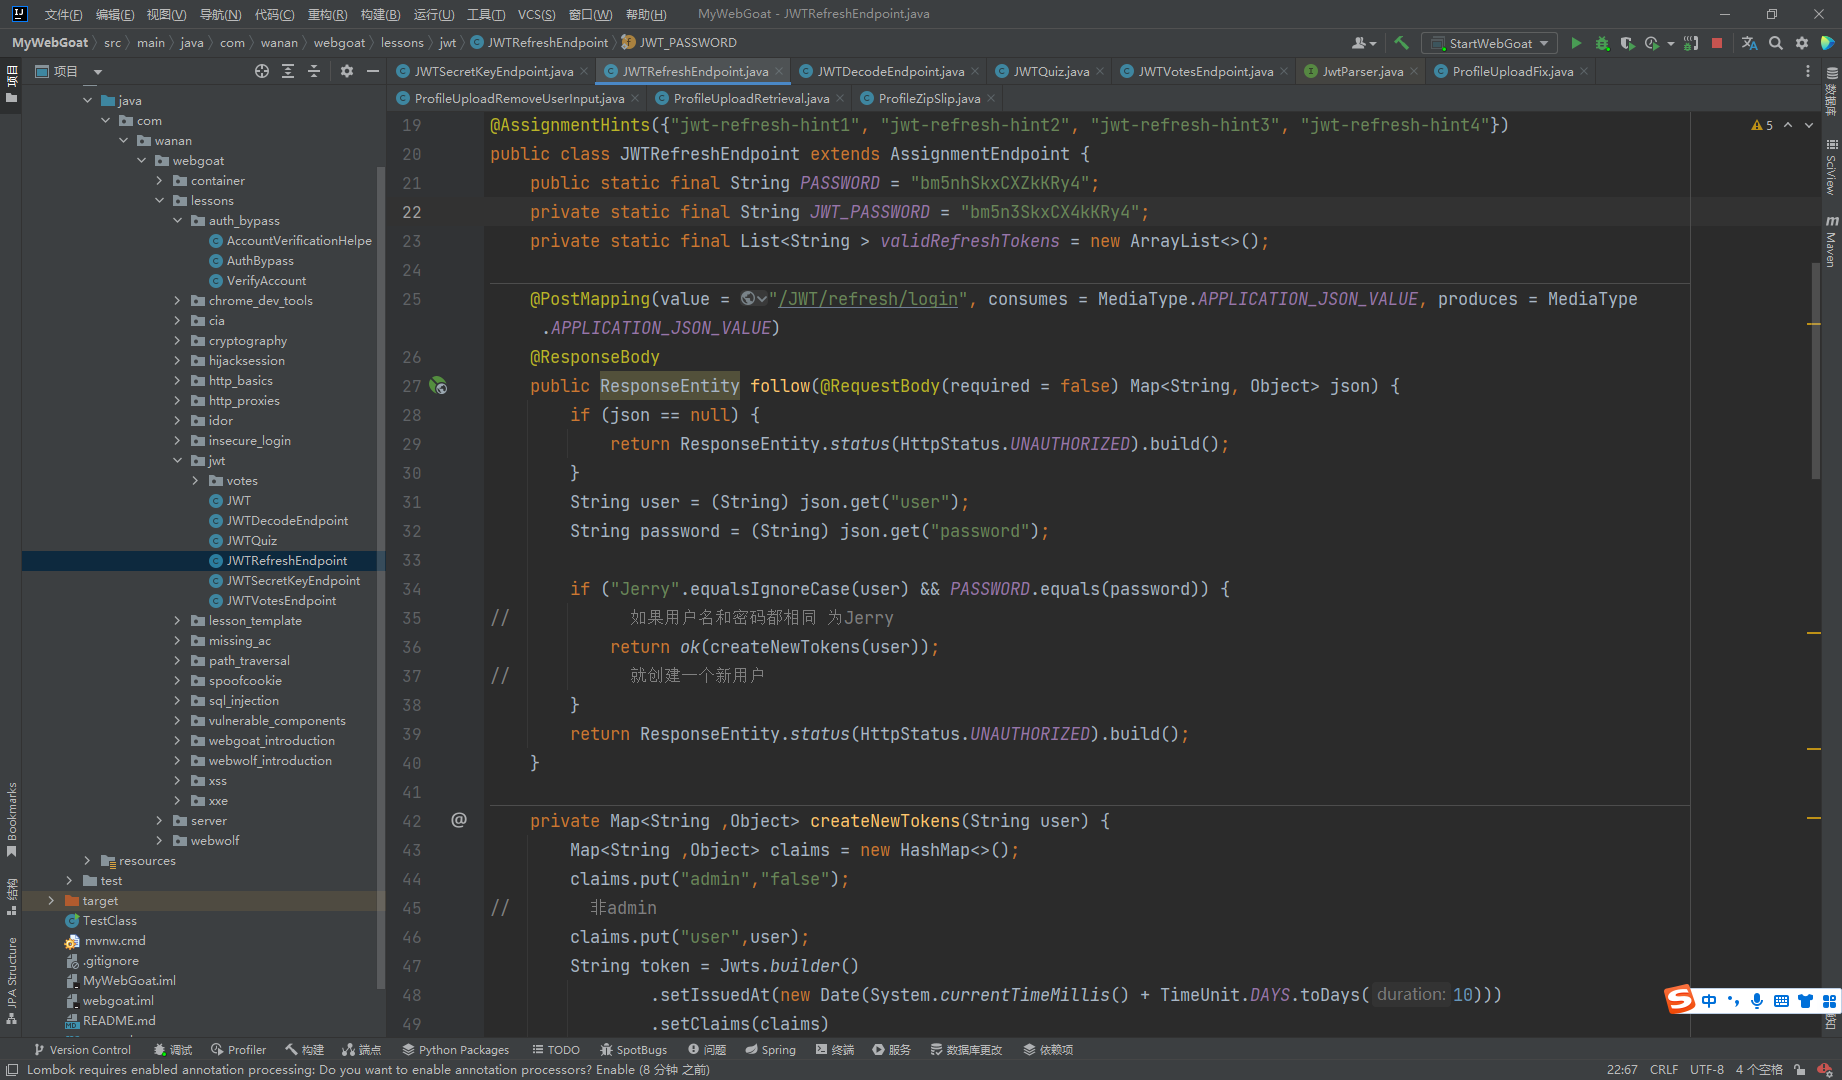 文件(F) 编辑(E) 视图(V) 导航(N) 代码(C) 重构(R) 构建(B) 运行(U) 工具(T) VCS(S) 窗口(W) 帮助(H) MyWebGoat - JWTRefreshEndpoint.java
MyWebGoat src main java com wanan webgoat lessons jwt JWTRefreshEndpoint JWT_PASSWORD StartWebGoat
项目
JWTSecretKeyEndpoint.java JWTRefreshEndpoint.java JWTDecodeEndpoint.java JWTQuiz.java JWTVotesEndpoint.java JwtParser.java ProfileUploadFix.java
ProfileUploadRemoveUserInput.java ProfileUploadRetrieval.java ProfileZipSlip.java
项目
java
com
wanan
webgoat
container
lessons
auth_bypass
AccountVerificationHelpe
AuthBypass
VerifyAccount
chrome_dev_tools
cia
cryptography
hijacksession
http_basics
http_proxies
idor
insecure_login
jwt
votes
JWT
JWTDecodeEndpoint
JWTQuiz
JWTRefreshEndpoint
JWTSecretKeyEndpoint
JWTVotesEndpoint
lesson_template
missing_ac
path_traversal
spoofcookie
sql_injection
vulnerable_components
webgoat_introduction
webwolf_introduction
xss
xxe
server
webwolf
resources
test
target
TestClass
mvnw.cmd
.gitignore
MyWebGoat.iml
webgoat.iml
README.md
Bookmarks
结构
JPA Structure
5
19 @AssignmentHints({"jwt-refresh-hint1", "jwt-refresh-hint2", "jwt-refresh-hint3", "jwt-refresh-hint4"})
20 public class JWTRefreshEndpoint extends AssignmentEndpoint {
21 public static final String PASSWORD = "bm5nhSkxCXZkKRy4";
22 private static final String JWT_PASSWORD = "bm5n3SkxCX4kKRy4";
23 private static final List<String > validRefreshTokens = new ArrayList<>();
24
25 @PostMapping(value = "/JWT/refresh/login", consumes = MediaType.APPLICATION_JSON_VALUE, produces = MediaType
.APPLICATION_JSON_VALUE)
26 @ResponseBody
27 public ResponseEntity follow(@RequestBody(required = false) Map<String, Object> json) {
28 if (json == null) {
29 return ResponseEntity.status(HttpStatus.UNAUTHORIZED).build();
30 }
31 String user = (String) json.get("user");
32 String password = (String) json.get("password");
33
34 if ("Jerry".equalsIgnoreCase(user) && PASSWORD.equals(password)) {
35 // 如果用户名和密码都相同 为Jerry
36 return ok(createNewTokens(user));
37 // 就创建一个新用户
38 }
39 return ResponseEntity.status(HttpStatus.UNAUTHORIZED).build();
40 }
41
42 @ private Map<String ,Object> createNewTokens(String user) {
43 Map<String ,Object> claims = new HashMap<>();
44 claims.put("admin","false");
45 // 非admin
46 claims.put("user",user);
47 String token = Jwts.builder()
48 .setIssuedAt(new Date(System.currentTimeMillis() + TimeUnit.DAYS.toDays( duration: 10)))
49 .setClaims(claims)
数据库
SciView
Maven
中
Version Control 调试 Profiler 构建 端点 Python Packages TODO SpotBugs 问题 Spring 终端 服务 数据库更改 依赖项
Lombok requires enabled annotation processing: Do you want to enable annotation processors? Enable (8 分钟 之前) 22:67 CRLF UTF-8 4 个空格